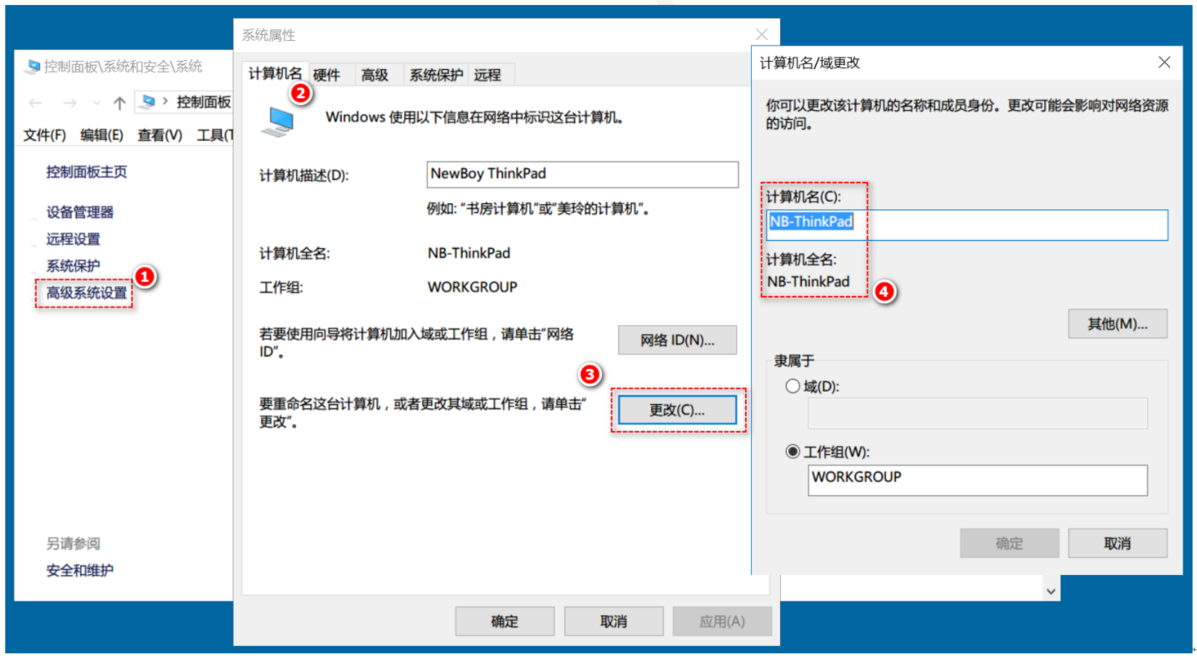 控制面板\系统和安全\系统
控制面板
文件(F) 编辑(E) 查看(V) 工具(T
控制面板主页
设备管理器
远程设置
系统保护
高级系统设置
1
另请参阅
安全和维护
系统属性
计算机名 硬件 高级 系统保护 远程
2
Windows 使用以下信息在网络中标识这台计算机。
计算机描述(D):
NewBoy ThinkPad
例如: “书房计算机”或“美玲的计算机”。
计算机全名:
NB-ThinkPad
工作组:
WORKGROUP
若要使用向导将计算机加入域或工作组，请单击“网络
ID”。
网络 ID(N)...
3
要重命名这台计算机，或者更改其域或工作组，请单击“
更改”。
更改(C)...
确定 取消 应用(A)
计算机名/域更改
你可以更改该计算机的名称和成员身份。更改可能会影响对网络资源
的访问。
计算机名(C):
NB-ThinkPad
计算机全名:
NB-ThinkPad
4
其他(M)...
隶属于
域(D):
工作组(W):
WORKGROUP
确定 取消